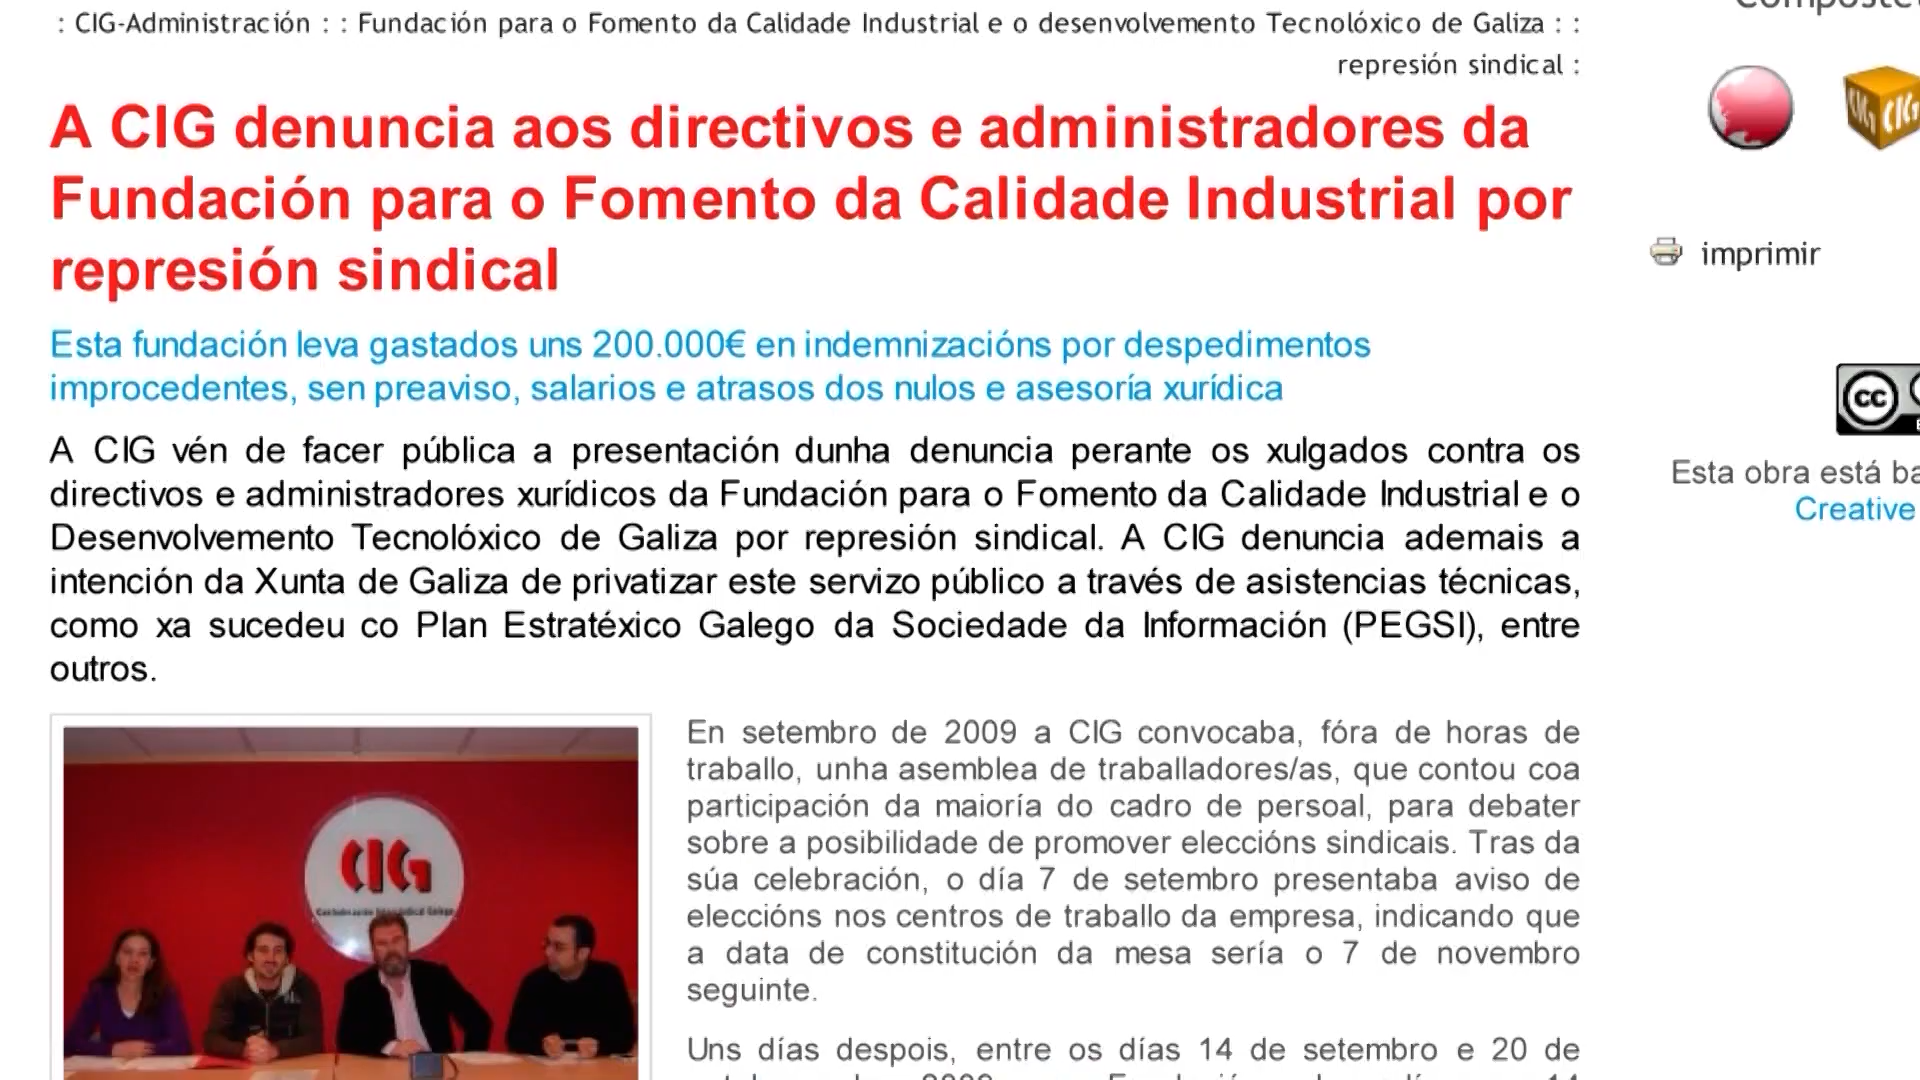 : CIG-Administración : : Fundación para o Fomento da Calidade Industrial e o desenvolvemento Tecnolóxico de Galiza : :
represión sindical :
A CIG denuncia aos directivos e administradores da
Fundación para o Fomento da Calidade Industrial por
represión sindical
Esta fundación leva gastados uns 200.000€ en indemnizacións por despedimentos
improcedentes, sen preaviso, salarios e atrasos dos nulos e asesoría xurídica
A CIG vén de facer pública a presentación dunha denuncia perante os xulgados contra os
directivos e administradores xurídicos da Fundación para o Fomento da Calidade Industrial e o
Desenvolvemento Tecnolóxico de Galiza por represión sindical. A CIG denuncia ademais a
intención da Xunta de Galiza de privatizar este servizo público a través de asistencias técnicas,
como xa sucedeu co Plan Estratéxico Galego da Sociedade da Información (PEGSI), entre
outros.
CIG
Confederación Intersindical Galega
En setembro de 2009 a CIG convocaba, fóra de horas de
traballo, unha asemblea de traballadores/as, que contou coa
participación da maioría do cadro de persoal, para debater
sobre a posibilidade de promover eleccións sindicais. Tras da
súa celebración, o día 7 de setembro presentaba aviso de
eleccións nos centros de traballo da empresa, indicando que
a data de constitución da mesa sería o 7 de novembro
seguinte.
Uns días despois, entre os días 14 de setembro e 20 de
CIG CIG
imprimir
cc
Esta obra está
Creative